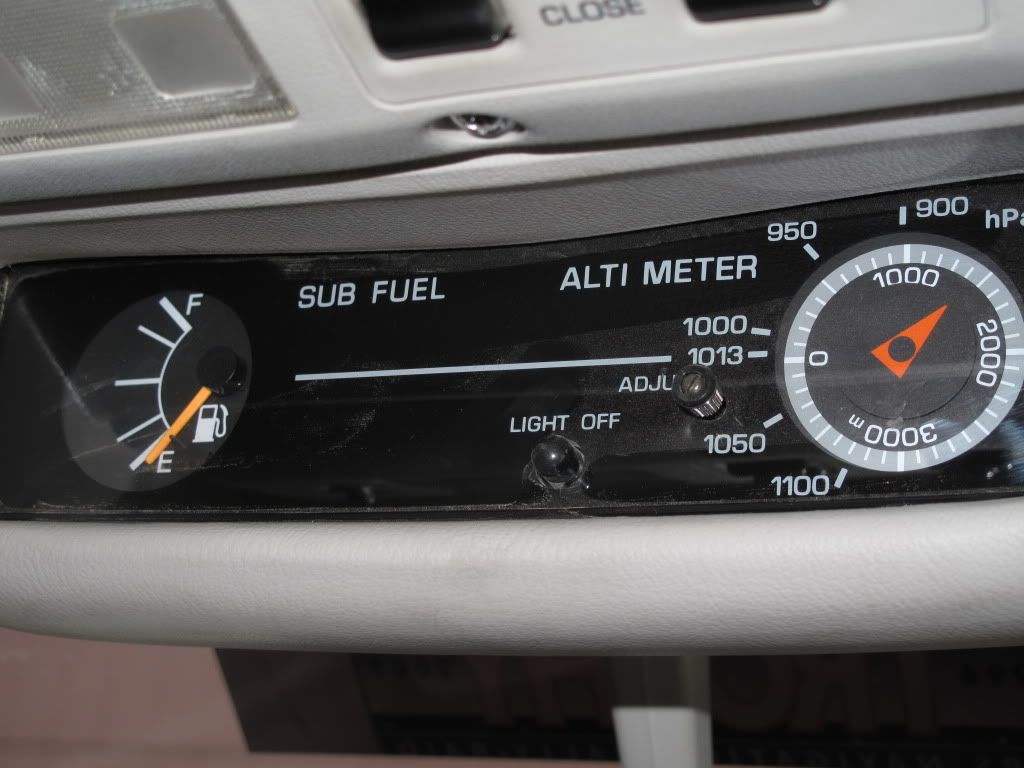 CLOSE
900
hPa
950
F
SUB FUEL
ALTI METER
1000
1000
1013
0
2000
ADJU
LIGHT OFF
E
1050
3000
m
1100